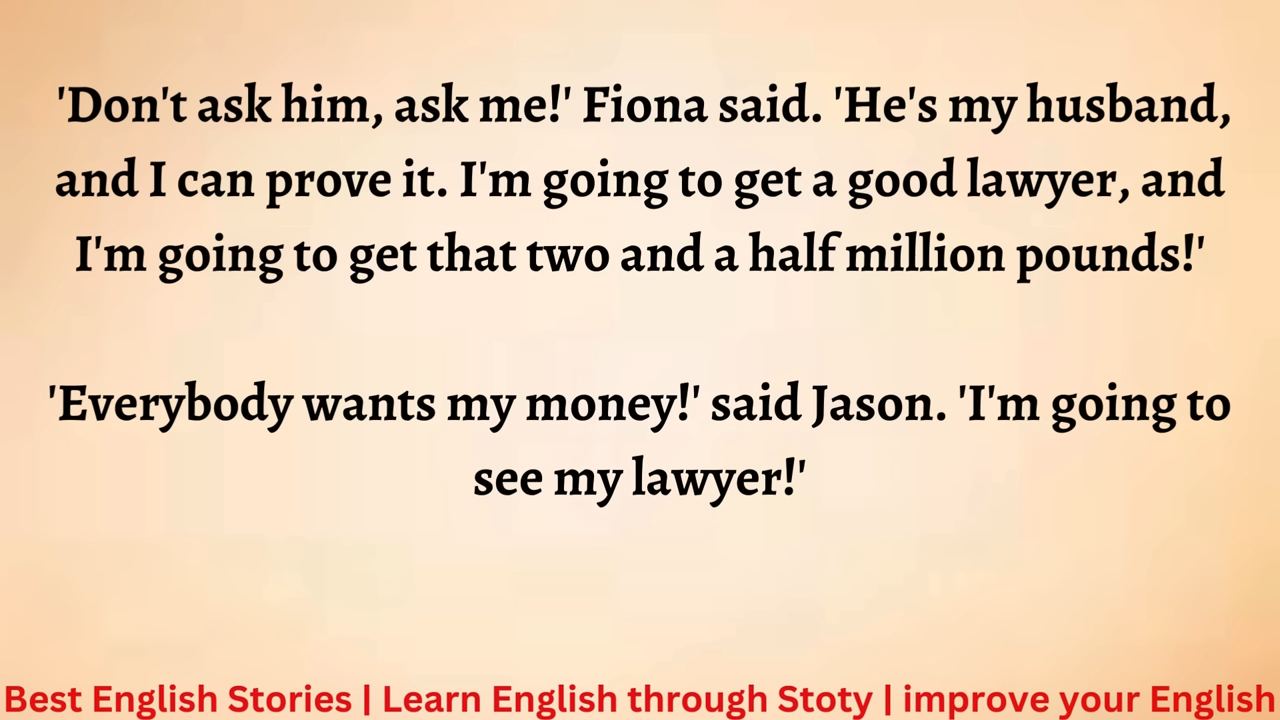 'Don't ask him, ask me!' Fiona said. 'He's my husband,
and I can prove it. I'm going to get a good lawyer, and
I'm going to get that two and a half million pounds!'
'Everybody wants my money!' said Jason. 'I'm going to
see my lawyer!'
Best English Stories | Learn English through Stoty | improve your English